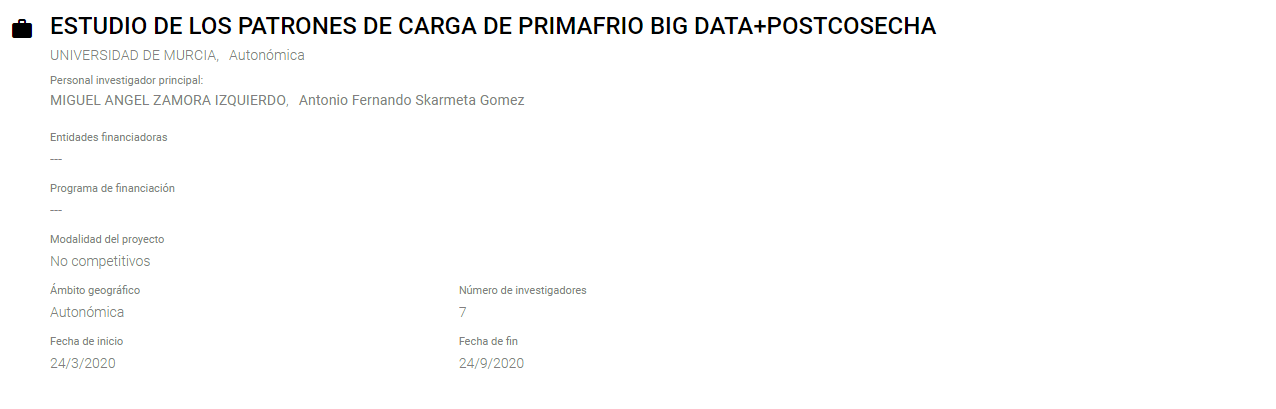 ESTUDIO DE LOS PATRONES DE CARGA DE PRIMAFRIO BIG DATA+POSTCOSECHA
UNIVERSIDAD DE MURCIA, Autonómica
Personal investigador principal:
MIGUEL ANGEL ZAMORA IZQUIERDO, Antonio Fernando Skarmeta Gomez
Entidades financiadoras
---
Programa de financiación
---
Modalidad del proyecto
No competitivos
Ámbito geográfico
Autonómica
Número de investigadores
7
Fecha de inicio
24/3/2020
Fecha de fin
24/9/2020